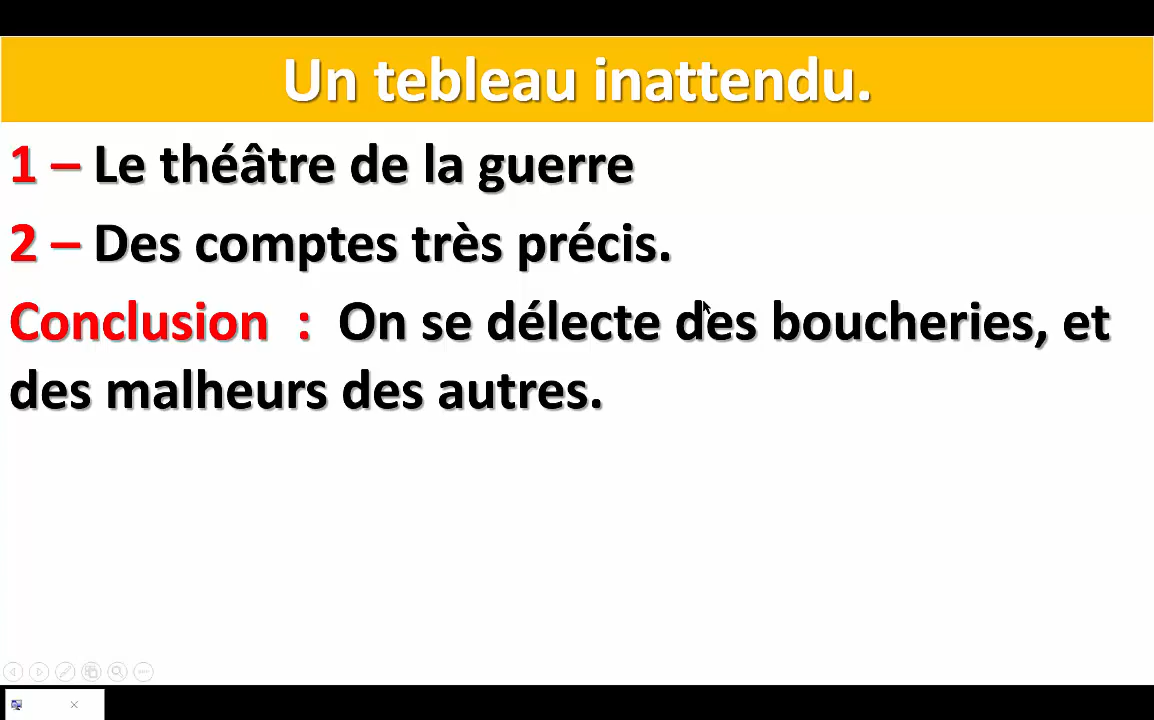 Un tebleau inattendu.
1 – Le théâtre de la guerre
2 – Des comptes très précis.
Conclusion : On se délecte des boucheries, et
des malheurs des autres.